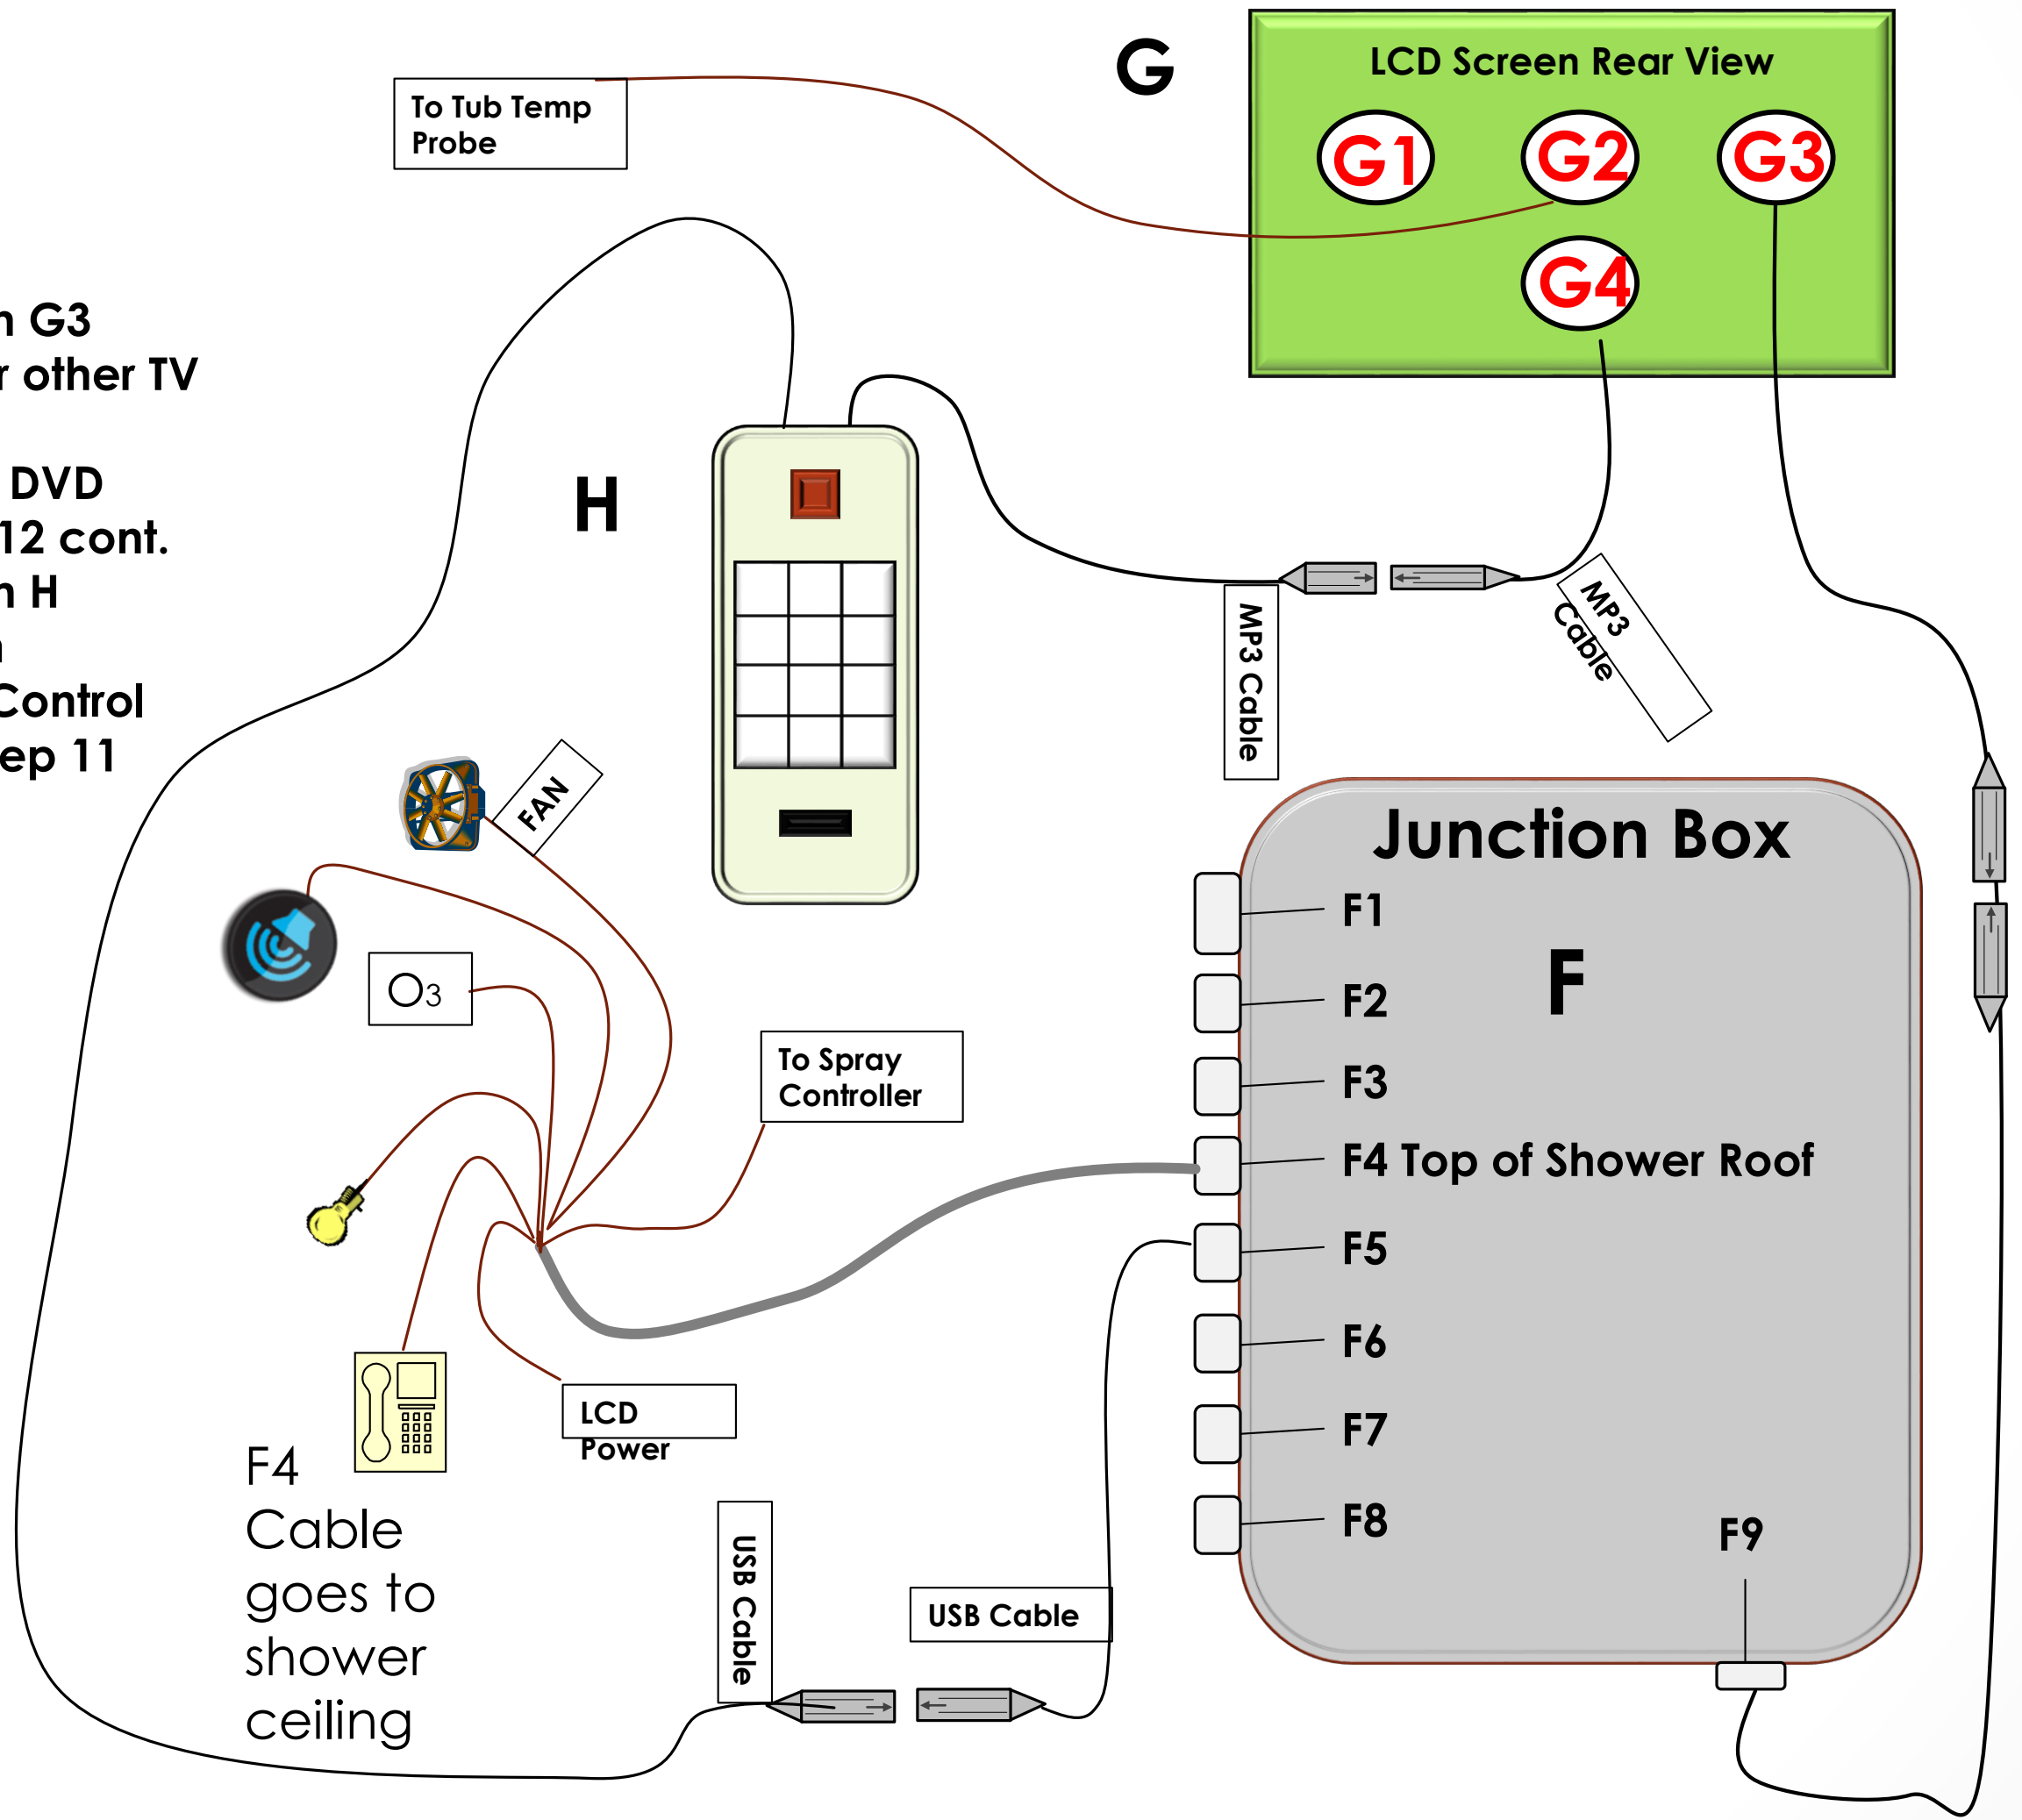 G
LCD Screen Rear View
G1
G2
G3
G4
To Tub Temp
Probe
G3
other TV
DVD
12 cont.
H
Control
11
H
MP3 Cable
MP3
Cable
FAN
O3
To Spray
Controller
LCD
Power
F4
Cable
goes to
shower
ceiling
USB Cable
USB Cable
Junction Box
F
F1
F2
F3
F4 Top of Shower Roof
F5
F6
F7
F8
F9